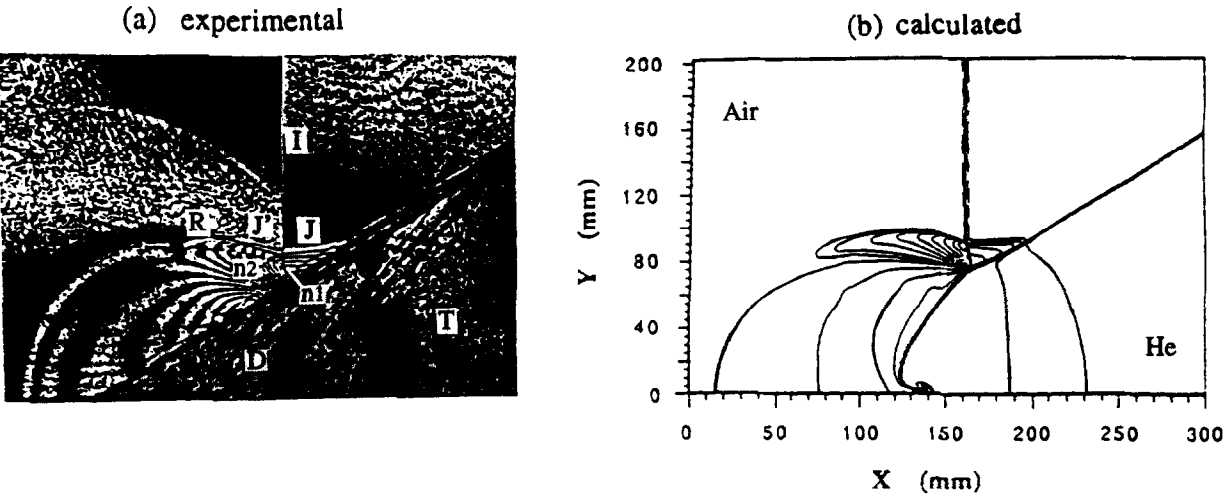 (a) experimental
I
R
J'
J
n2
n1
T
D
(b) calculated
200
160
120
80
40
0
Y (mm)
Air
He
0 50 100 150 200 250 300
X (mm)